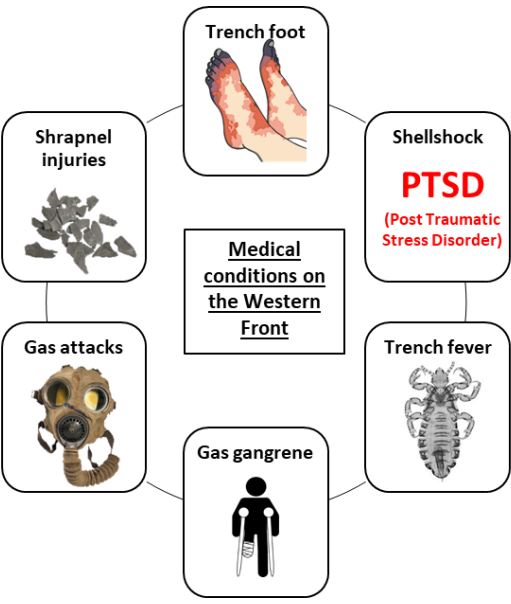 Trench foot
Shellshock
PTSD
(Post Traumatic
Stress Disorder)
Trench fever
Gas gangrene
Gas attacks
Shrapnel
injuries
Medical
conditions on
the Western
Front